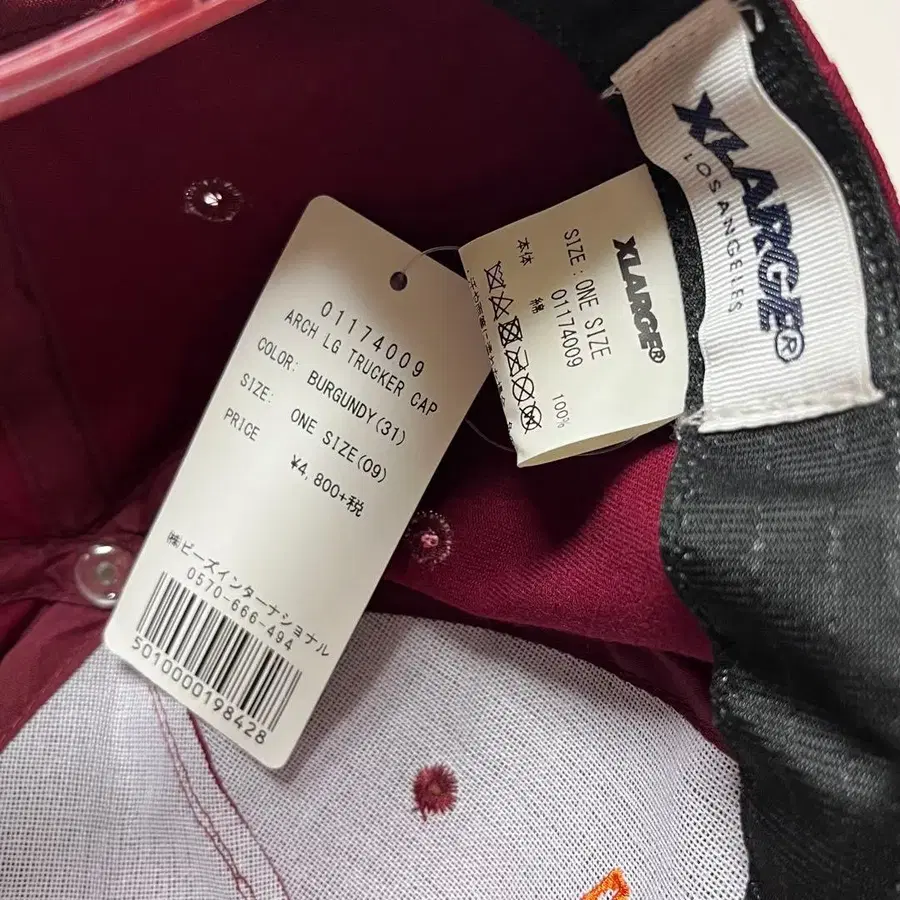 01174009
ARCH LG TRUCKER CAP
COLOR: BURGUNDY(31)
SIZE: ONE SIZE(09)
PRICE ¥4,800+税
㈱ビーズインターナショナル
0570-666-494
5010000198428
XLARGE®
SIZE:ONE SIZE
01174009
本体 綿 100%
XLARGE®
LOS ANGELES